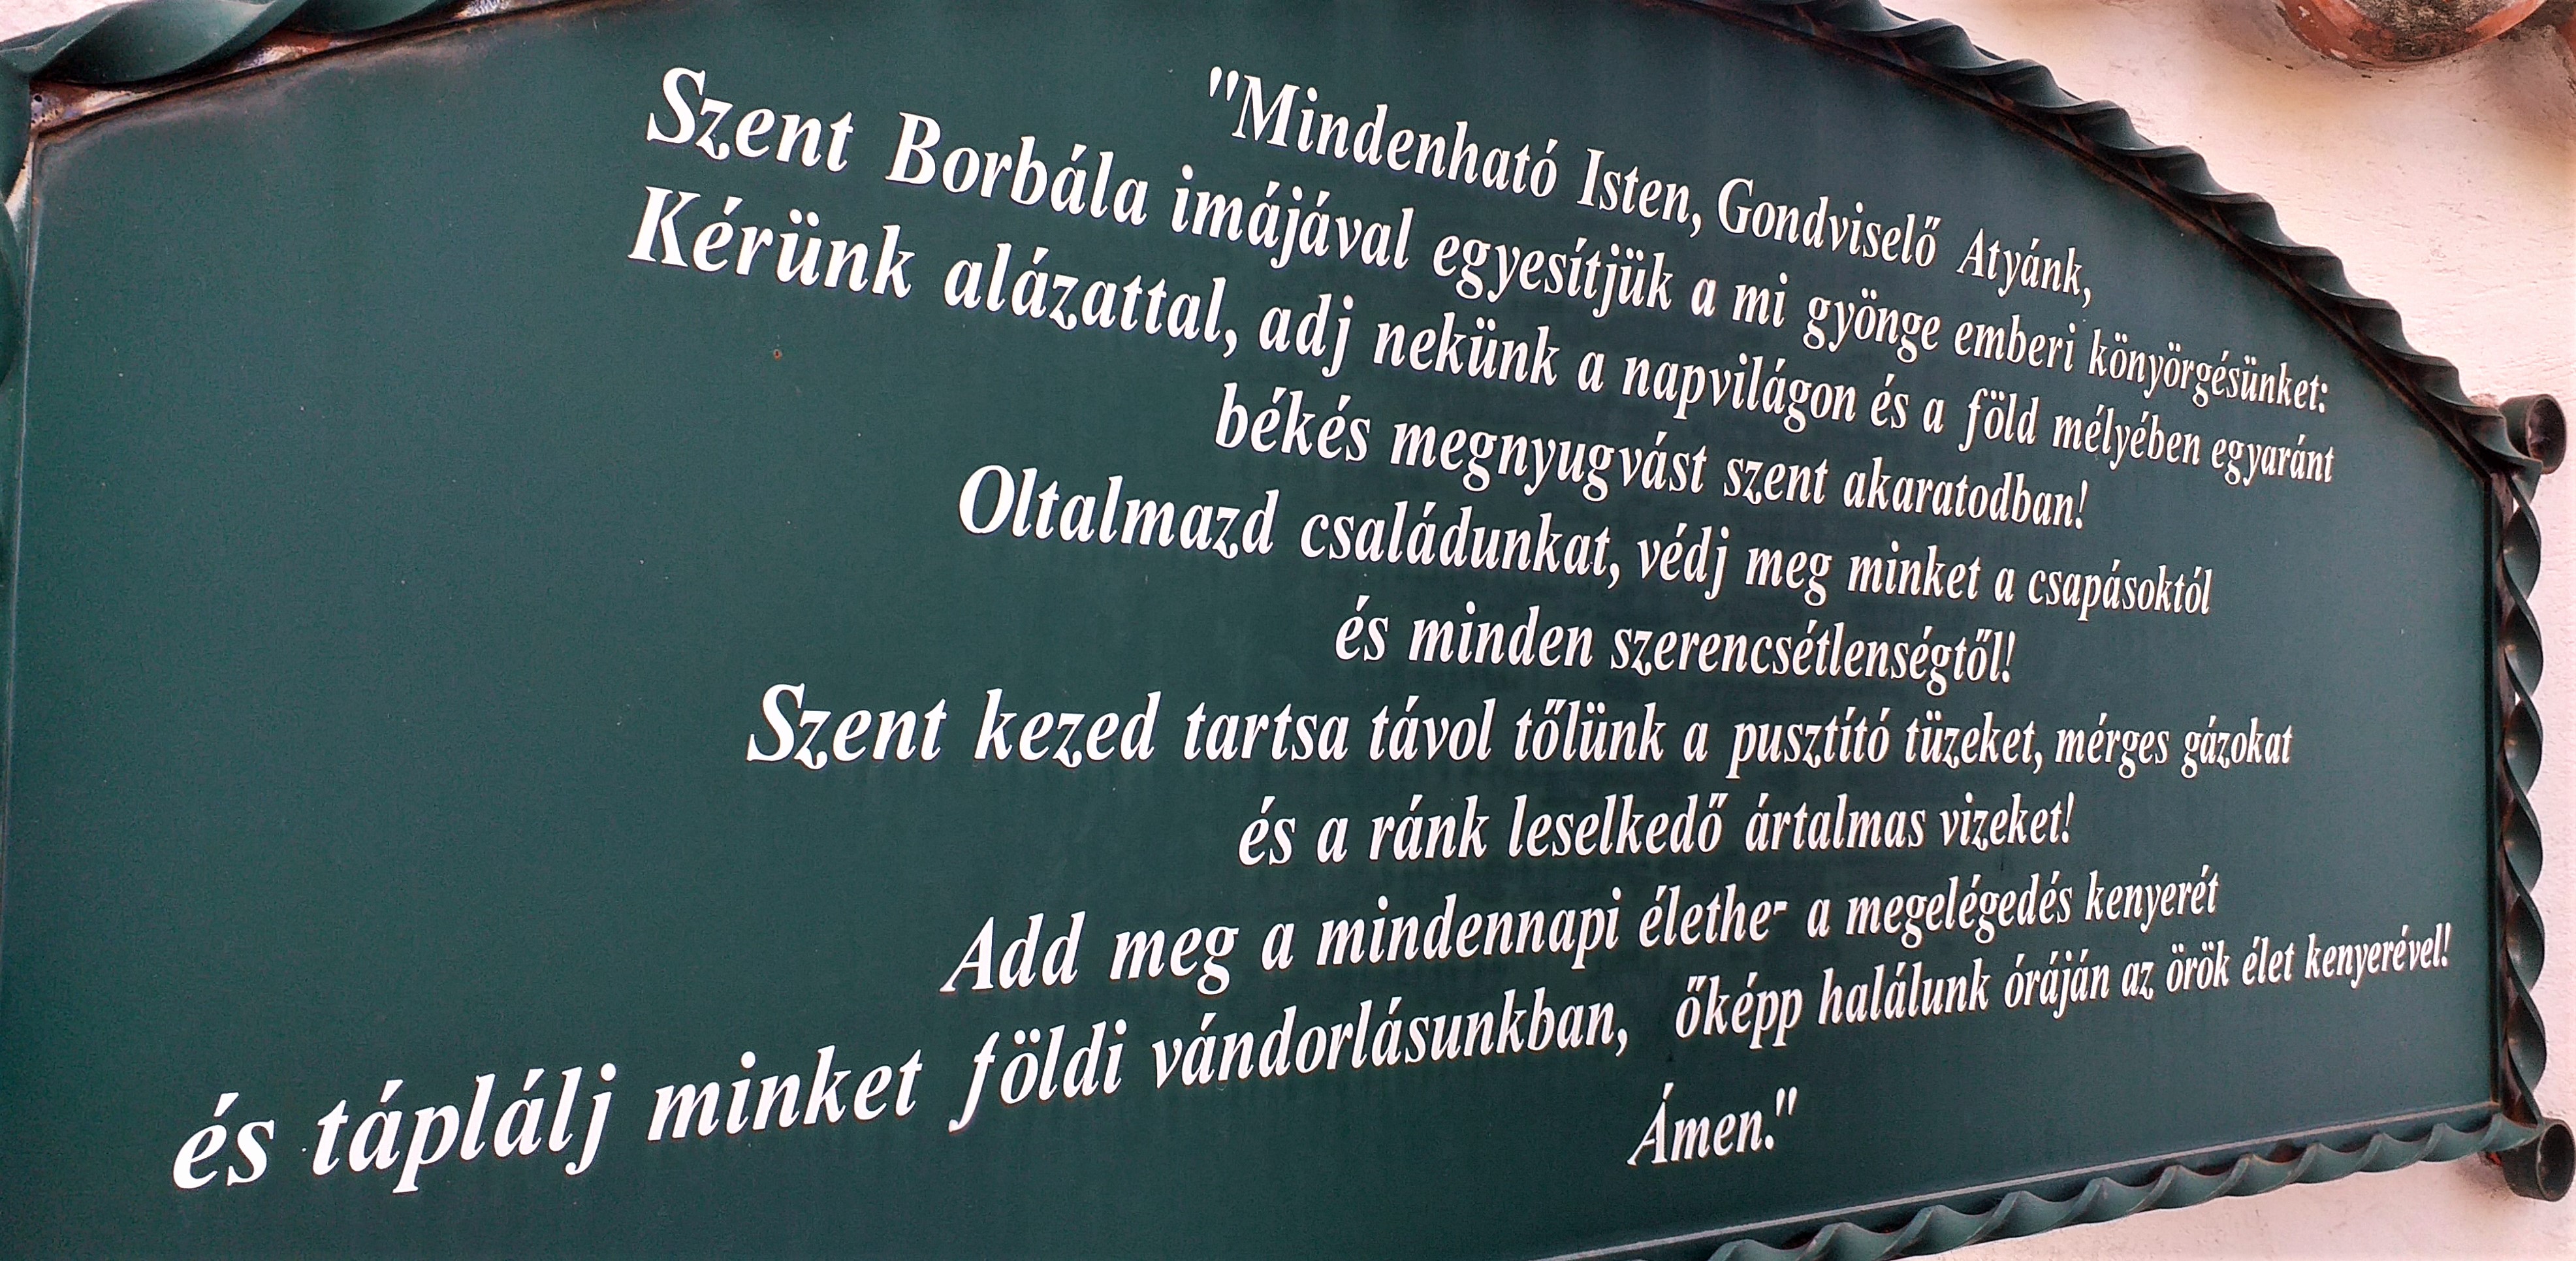 "Mindenható Isten, Gondviselő Atyánk,
Szent Borbála imájával egyesítjük a mi gyönge emberi könyörgésünket:
Kérünk alázattal, adj nekünk a napvilágon és a föld mélyében egyaránt
békés megnyugvást szent akaratodban!
Oltalmazd családunkat, védj meg minket a csapásoktól
és minden szerencsétlenségtől!
Szent kezed tartsa távol tőlünk a pusztító tüzeket, mérges gázokat
és a ránk leselkedő ártalmas vizeket!
Add meg a mindennapi élethe- a megelégedés kenyerét
és táplálj minket földi vándorlásunkban, őképp halálunk óráján az örök élet kenyerével!
Ámen."